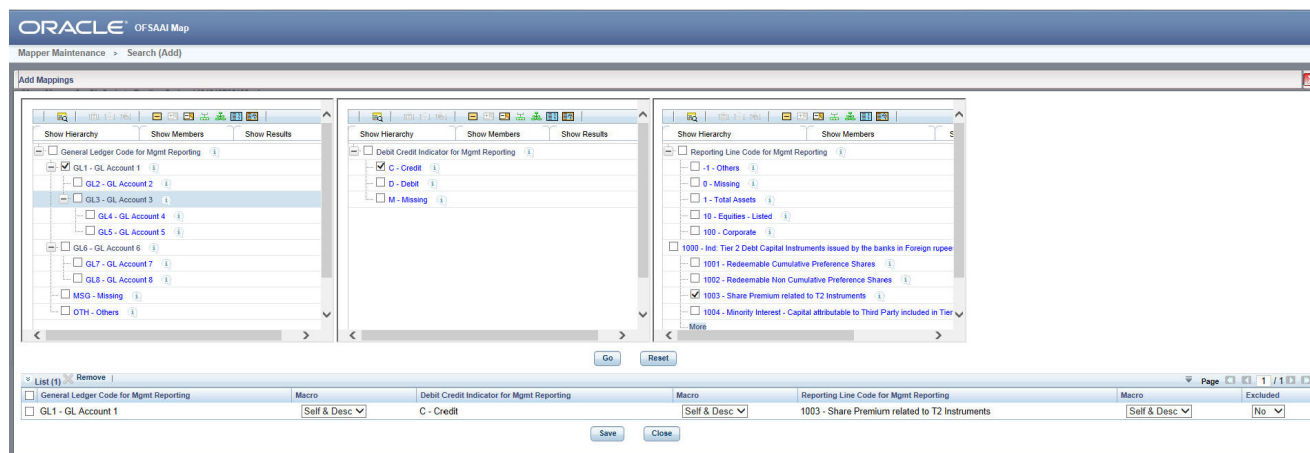 ORACLE® OFSAAI Map
Mapper Maintenance > Search (Add)
Add Mappings
Show Hierarchy Show Members Show Results
General Ledger Code for Mgmt Reporting
GL1 - GL Account 1
GL2 - GL Account 2
GL3 - GL Account 3
GL4 - GL Account 4
GL5 - GL Account 5
GL6 - GL Account 6
GL7 - GL Account 7
GL8 - GL Account 8
MSG - Missing
OTH - Others
Show Hierarchy Show Members Show Results
Debit Credit Indicator for Mgmt Reporting
C - Credit
D - Debit
M - Missing
Show Hierarchy Show Members S
Reporting Line Code for Mgmt Reporting
-1 - Others
0 - Missing
1 - Total Assets
10 - Equities - Listed
100 - Corporate
1000 - Ind: Tier 2 Debt Capital Instruments issued by the banks in Foreign rupee
1001 - Redeemable Cumulative Preference Shares
1002 - Redeemable Non Cumulative Preference Shares
1003 - Share Premium related to T2 Instruments
1004 - Minority Interest - Capital attributable to Third Party included in Tier
More
Go Reset
List (1) Remove Page 1 / 1
General Ledger Code for Mgmt Reporting Macro Debit Credit Indicator for Mgmt Reporting Macro Reporting Line Code for Mgmt Reporting Macro Excluded
GL1 - GL Account 1 Self & Desc C - Credit Self & Desc 1003 - Share Premium related to T2 Instruments Self & Desc No
Save Close